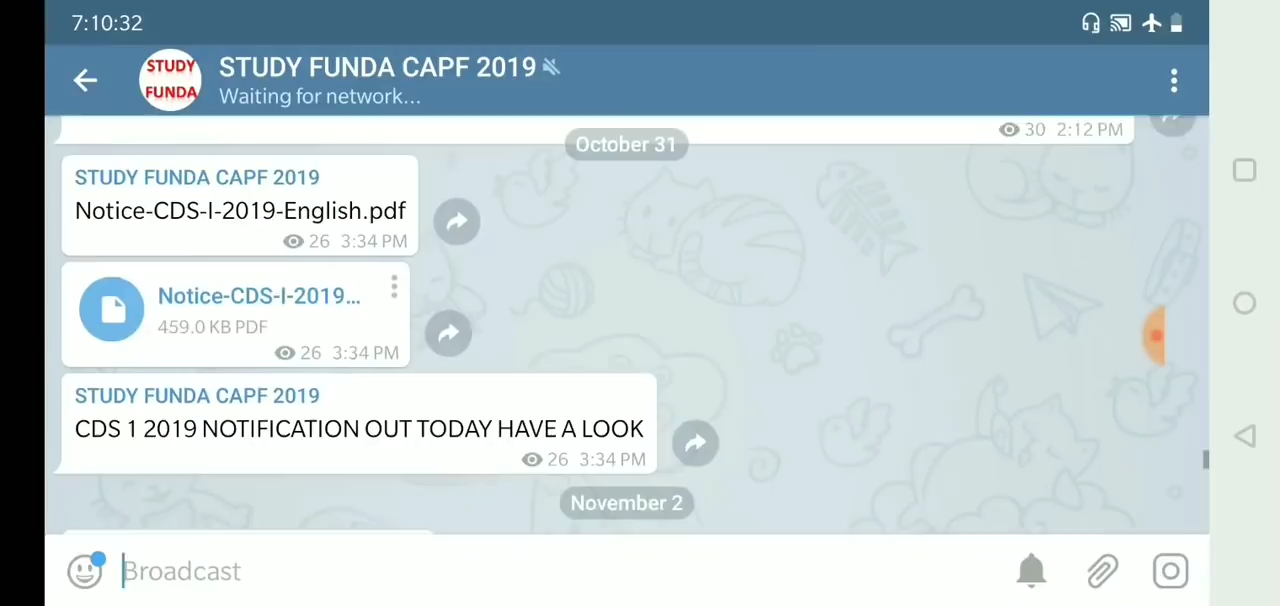 7:10:32
STUDY FUNDA
STUDY FUNDA CAPF 2019
Waiting for network...
30 2:12 PM
October 31
STUDY FUNDA CAPF 2019
Notice-CDS-I-2019-English.pdf
26 3:34 PM
Notice-CDS-I-2019...
459.0 KB PDF
26 3:34 PM
STUDY FUNDA CAPF 2019
CDS 1 2019 NOTIFICATION OUT TODAY HAVE A LOOK
26 3:34 PM
November 2
Broadcast